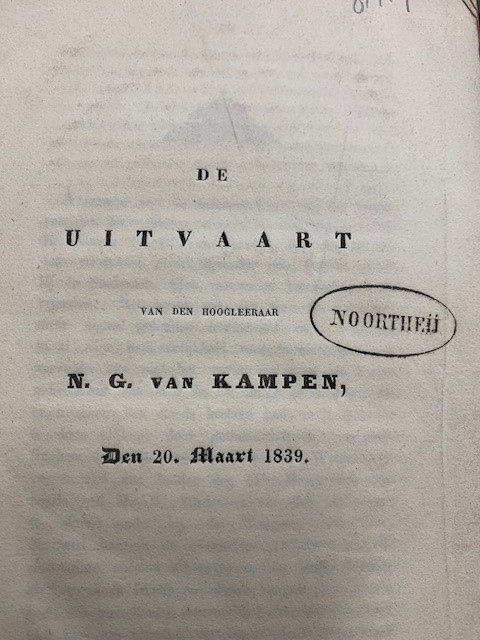 DE
UITVAART
VAN DEN HOOGLEERAAR
NOORTHEIJ
N. G. VAN KAMPEN,
Den 20. Maart 1839.